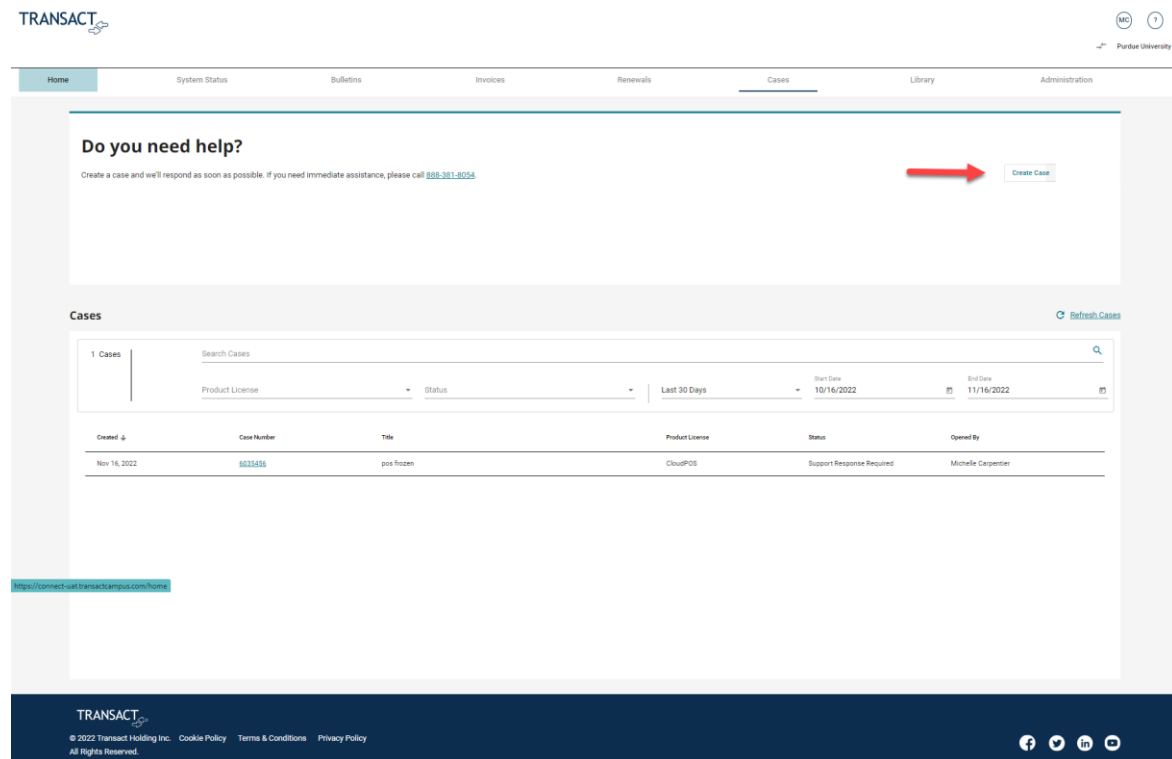 TRANSACT
MC ?
Purdue University
Home System Status Bulletins Invoices Renewals Cases Library Administration
Do you need help?
Create a case and we'll respond as soon as possible. If you need immediate assistance, please call 888-381-8054.
Create Case
Cases
Refresh Cases
1 Cases
Search Cases
Start Date End Date
Product License Status Last 30 Days 10/16/2022 11/16/2022
Created Case Number Title Product License Status Opened By
Nov 16, 2022 6035456 pos frozen CloudPOS Support Response Required Michelle Carpentier
https://connect-uat.transactcampus.com/home
TRANSACT
© 2022 Transact Holding Inc. Cookie Policy Terms & Conditions Privacy Policy
All Rights Reserved.